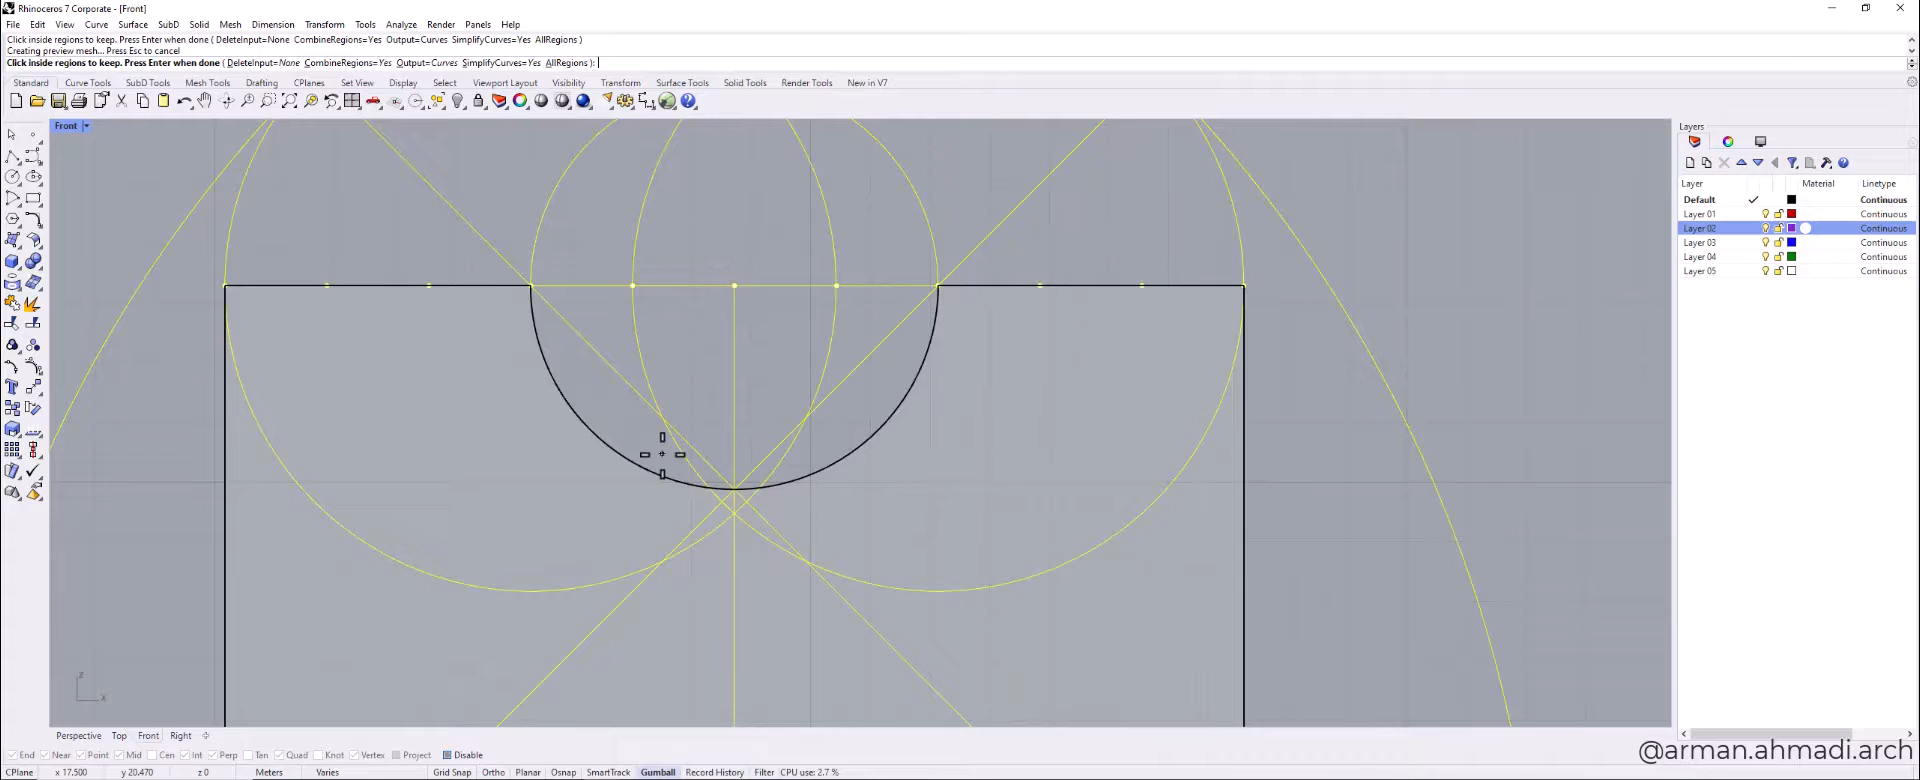 Rhinoceros 7 Corporate - [Front]
File Edit View Curve Surface SubD Solid Mesh Dimension Transform Tools Analyze Render Panels Help
Click inside regions to keep. Press Enter when done ( DeleteInput=None CombineRegions=Yes Output=Curves SimplifyCurves=Yes AllRegions )
Creating preview mesh... Press Esc to cancel
Click inside regions to keep. Press Enter when done ( DeleteInput=None CombineRegions=Yes Output=Curves SimplifyCurves=Yes AllRegions ):
Standard Curve Tools SubD Tools Mesh Tools Drafting CPlanes Set View Display Select Viewport Layout Visibility Transform Surface Tools Solid Tools Render Tools New in V7
Front
Layers
Layer Material Linetype
Default Continuous
Layer 01 Continuous
Layer 02 Continuous
Layer 03 Continuous
Layer 04 Continuous
Layer 05 Continuous
z
x
Perspective Top Front Right
End Near Point Mid Cen Int Perp Tan Quad Knot Vertex Project Disable
@arman.ahmadi.arch
CPlane x 17.500 y 20.470 z 0 Meters Varies Grid Snap Ortho Planar Osnap SmartTrack Gumball Record History Filter CPU use: 2.7 %